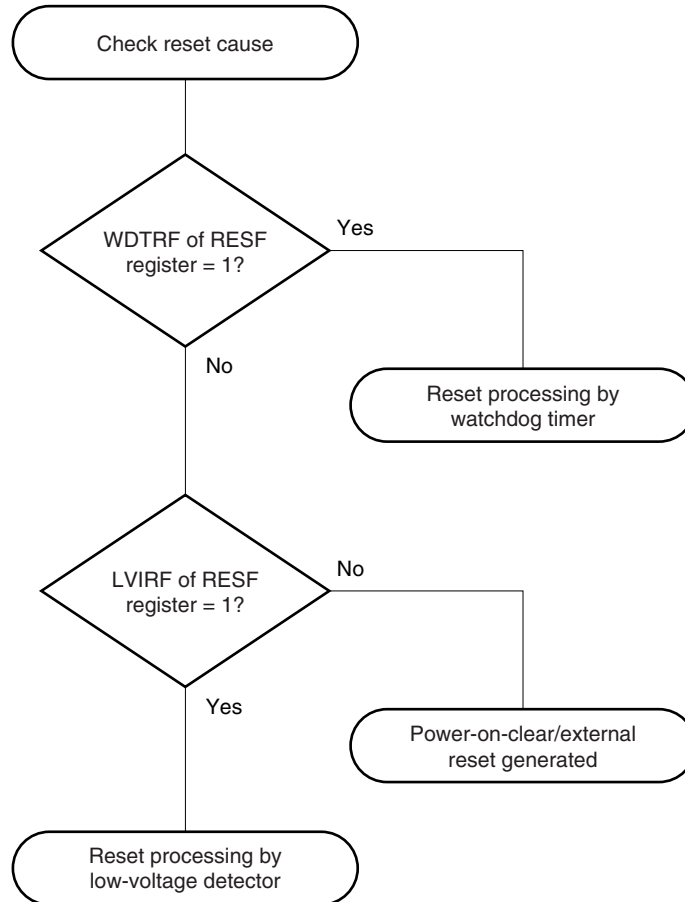 Check reset cause
WDTRF of RESF
register = 1?
Yes
No
Reset processing by
watchdog timer
LVIRF of RESF
register = 1?
No
Yes
Power-on-clear/external
reset generated
Reset processing by
low-voltage detector